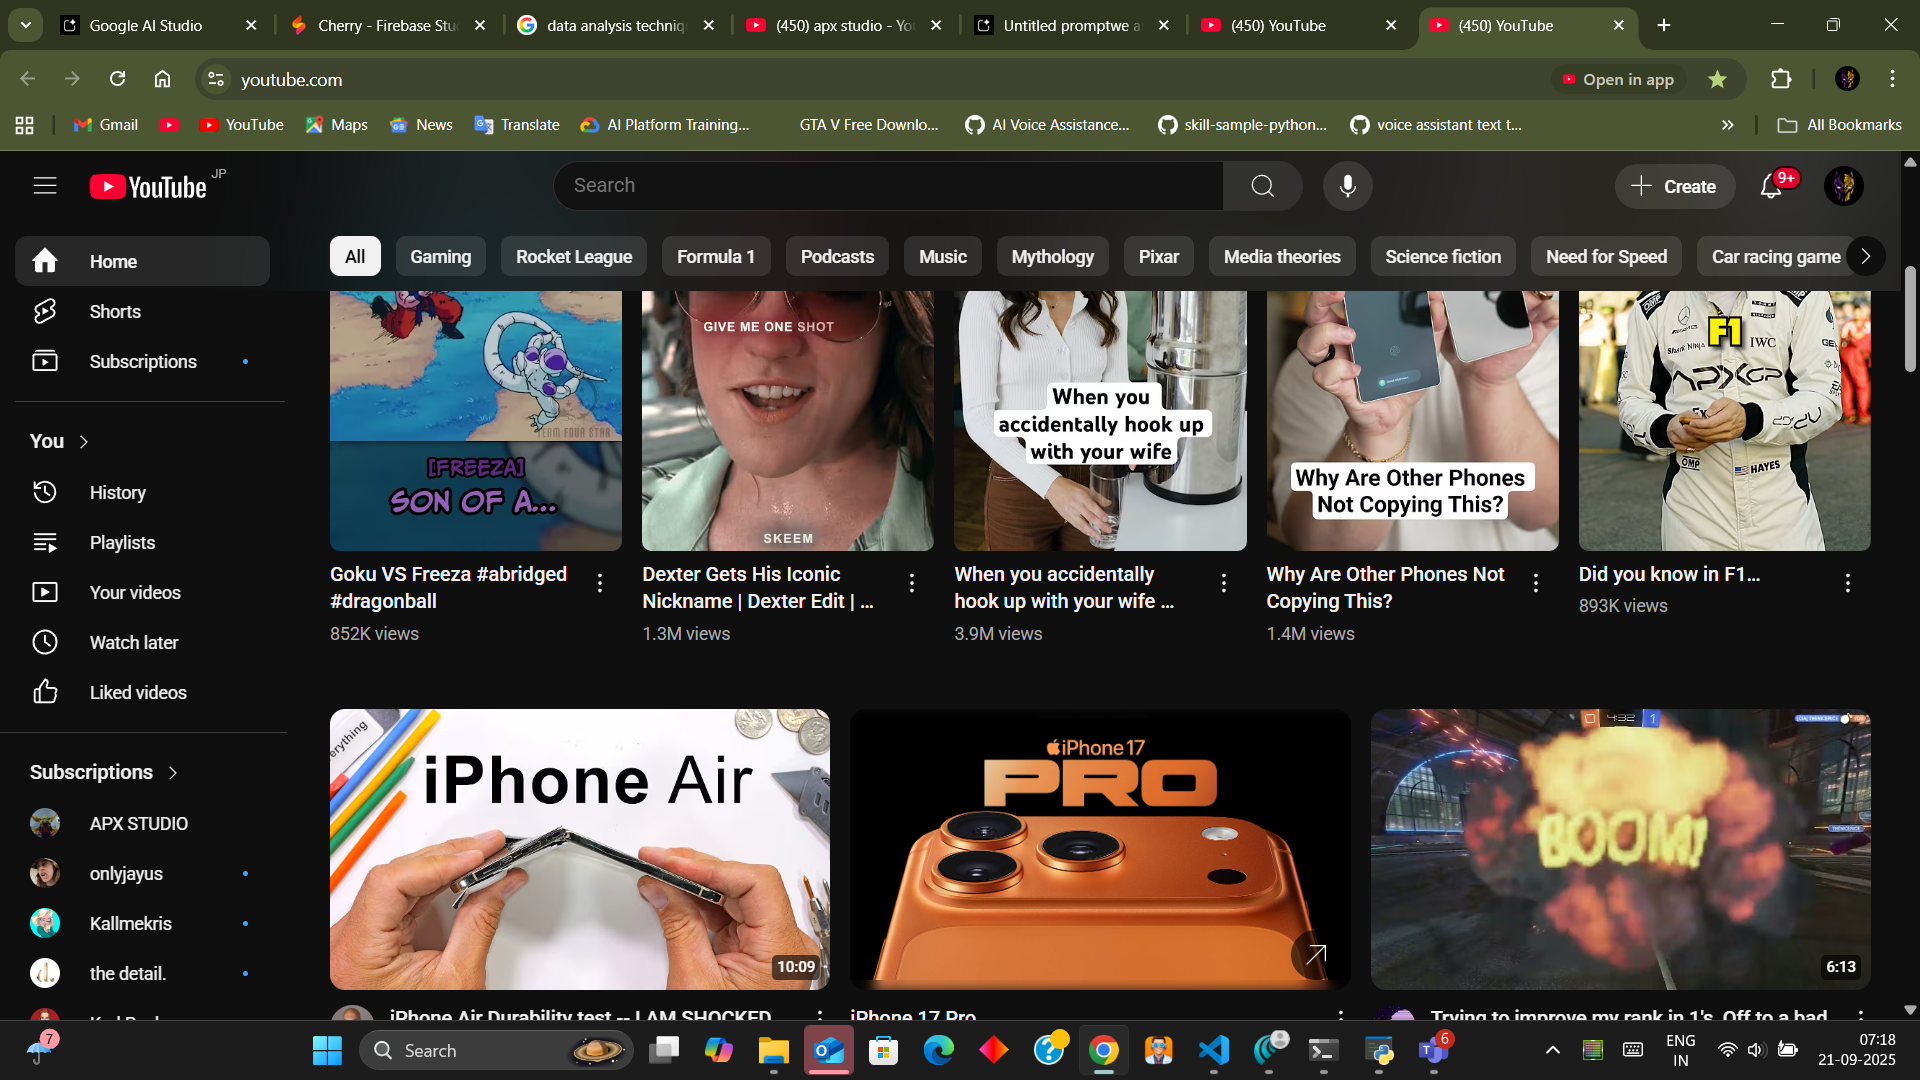 Google AI Studio
Cherry - Firebase Stu
data analysis techniq
(450) apx studio - Yo
Untitled promptwe a
(450) YouTube
(450) YouTube
youtube.com
Open in app
Gmail
YouTube
Maps
News
Translate
AI Platform Training...
GTA V Free Downlo...
AI Voice Assistance...
skill-sample-python...
voice assistant text t...
All Bookmarks
YouTube JP
Search
Create
9+
Home
Shorts
Subscriptions
You
History
Playlists
Your videos
Watch later
Liked videos
Subscriptions
APX STUDIO
onlyjayus
Kallmekris
the detail.
All
Gaming
Rocket League
Formula 1
Podcasts
Music
Mythology
Pixar
Media theories
Science fiction
Need for Speed
Car racing game
TEAM FOUR STAR
[FREEZA]
SON OF A...
Goku VS Freeza #abridged
#dragonball
852K views
GIVE ME ONE SHOT
SKEEM
Dexter Gets His Iconic
Nickname | Dexter Edit | ...
1.3M views
When you
accidentally hook up
with your wife
When you accidentally
hook up with your wife ...
3.9M views
Why Are Other Phones
Not Copying This?
Why Are Other Phones Not
Copying This?
1.4M views
F1
IWC
APXGP
OMP
HAYES
Did you know in F1...
893K views
erything
iPhone Air
10:09
iPhone Air Durability test -- I AM SHOCKED
iPhone 17
PRO
iPhone 17 Pro
4:32 1
BOOM!
6:13
Trying to improve my rank in 1's. Off to a bad
7
Search
6
ENG
IN
07:18
21-09-2025